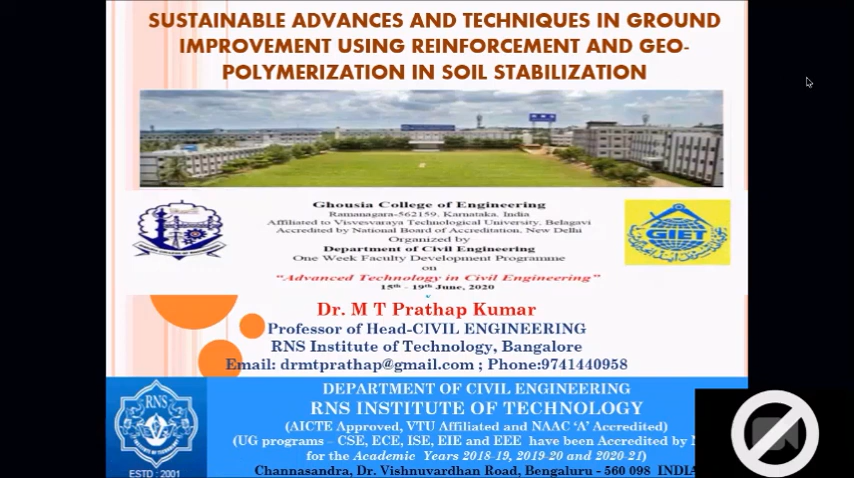 SUSTAINABLE ADVANCES AND TECHNIQUES IN GROUND
IMPROVEMENT USING REINFORCEMENT AND GEO-
POLYMERIZATION IN SOIL STABILIZATION
Ghousia College of Engineering
Ramanagara-562159, Karnataka, India
Affiliated to Visvesvaraya Technological University, Belagavi
Accredited by National Board of Accreditation, New Delhi
Organized by
Department of Civil Engineering
One Week Faculty Development Programme
on
"Advanced Technology in Civil Engineering"
15th - 19th June, 2020
GIET
Dr. M T Prathap Kumar
Professor of Head-CIVIL ENGINEERING
RNS Institute of Technology, Bangalore
Email: drmtprathap@gmail.com ; Phone:9741440958
RNS
ESTD : 2001
DEPARTMENT OF CIVIL ENGINEERING
RNS INSTITUTE OF TECHNOLOGY
(AICTE Approved, VTU Affiliated and NAAC ‘A’ Accredited)
(UG programs – CSE, ECE, ISE, EIE and EEE have been Accredited by
for the Academic Years 2018-19, 2019-20 and 2020-21)
Channasandra, Dr. Vishnuvardhan Road, Bengaluru - 560 098 INDIA